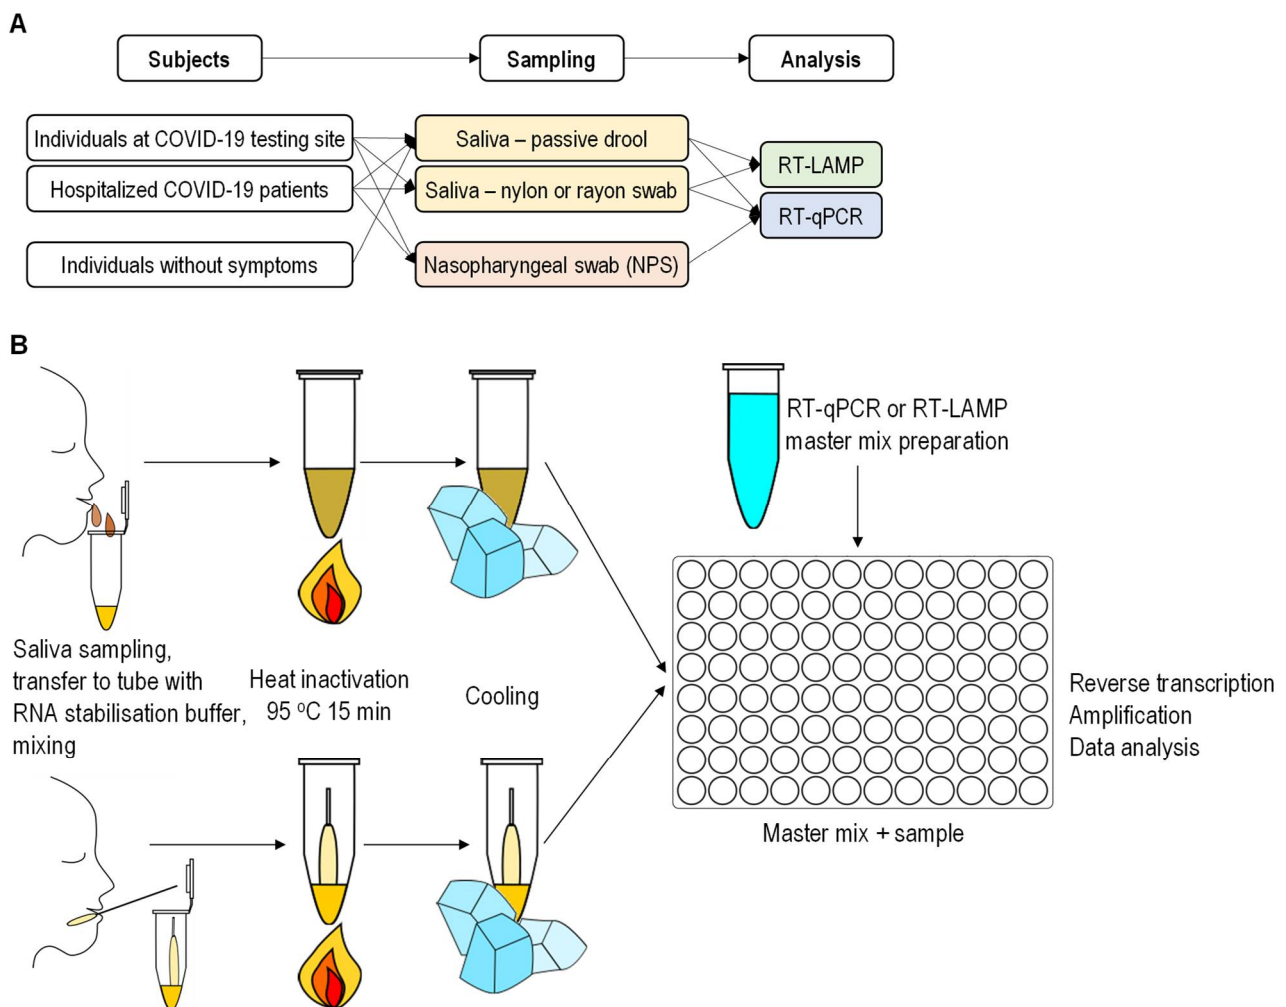 A
Subjects
Sampling
Analysis
Individuals at COVID-19 testing site
Saliva – passive drool
RT-LAMP
Hospitalized COVID-19 patients
Saliva – nylon or rayon swab
RT-qPCR
Individuals without symptoms
Nasopharyngeal swab (NPS)
B
RT-qPCR or RT-LAMP
master mix preparation
Saliva sampling,
transfer to tube with
RNA stabilisation buffer,
mixing
Heat inactivation
95 ºC 15 min
Cooling
Reverse transcription
Amplification
Data analysis
Master mix + sample